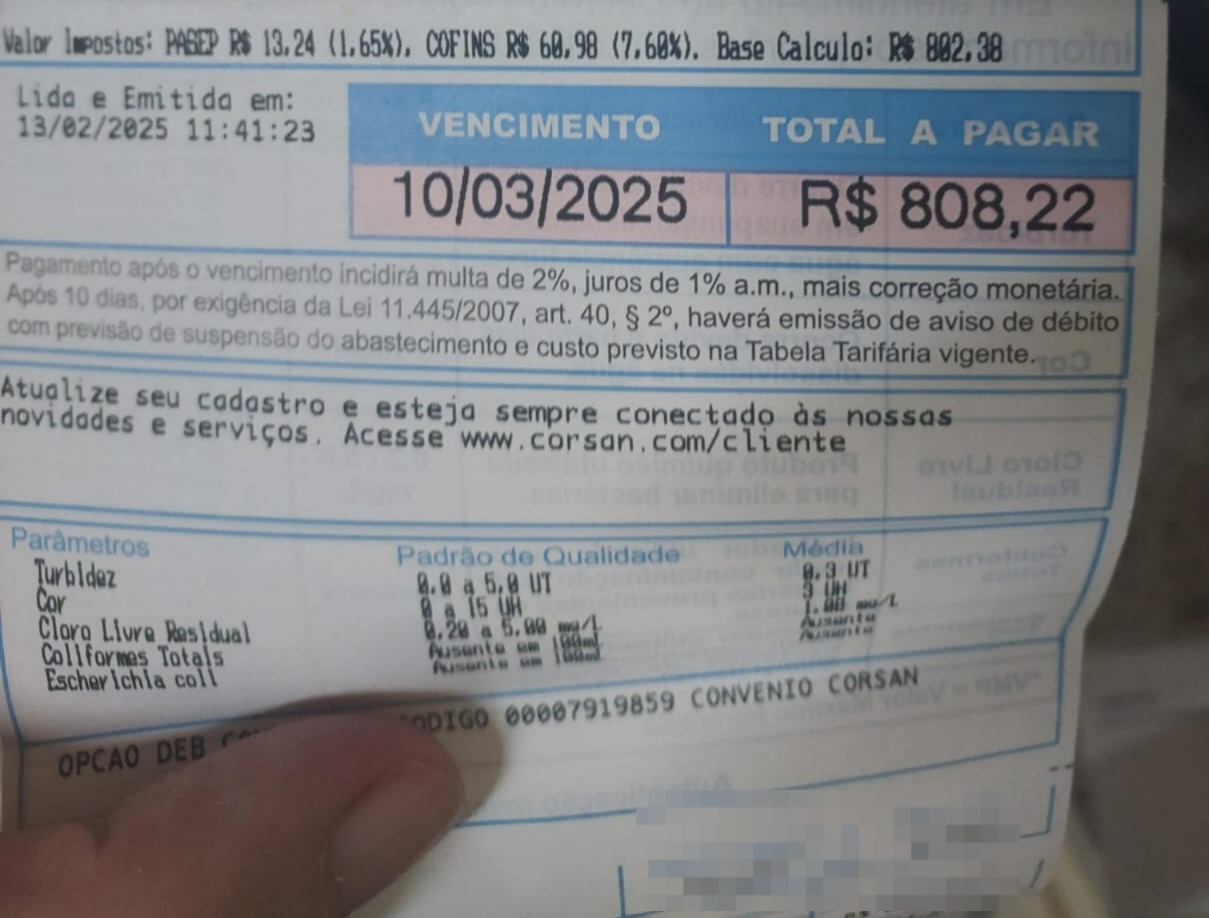 Valor Impostos: PASEP R$ 13,24 (1,65%), COFINS R$ 60,98 (7,60%). Base Calculo: R$ 802,38
Lida e Emitida em:
13/02/2025 11:41:23
VENCIMENTO TOTAL A PAGAR
10/03/2025 R$ 808,22
Pagamento após o vencimento incidirá multa de 2%, juros de 1% a.m., mais correção monetária.
Após 10 dias, por exigência da Lei 11.445/2007, art. 40, § 2º, haverá emissão de aviso de débito
com previsão de suspensão do abastecimento e custo previsto na Tabela Tarifária vigente.
Atualize seu cadastro e esteja sempre conectado às nossas
novidades e serviços. Acesse www.corsan.com/cliente
Parâmetros Padrão de Qualidade Média
Turbidez 0.0 a 5.0 UT 0.3 UT
Cor 0 a 15 UH 3 UH
Cloro Livre Residual 0.20 a 5.00 mg/L 1.08 mg/L
Coliformes Totais Ausente em 100mL Ausente
Escherichia coli Ausente em 100mL Ausente
OPCAO DEB CODIGO 00007919859 CONVENIO CORSAN